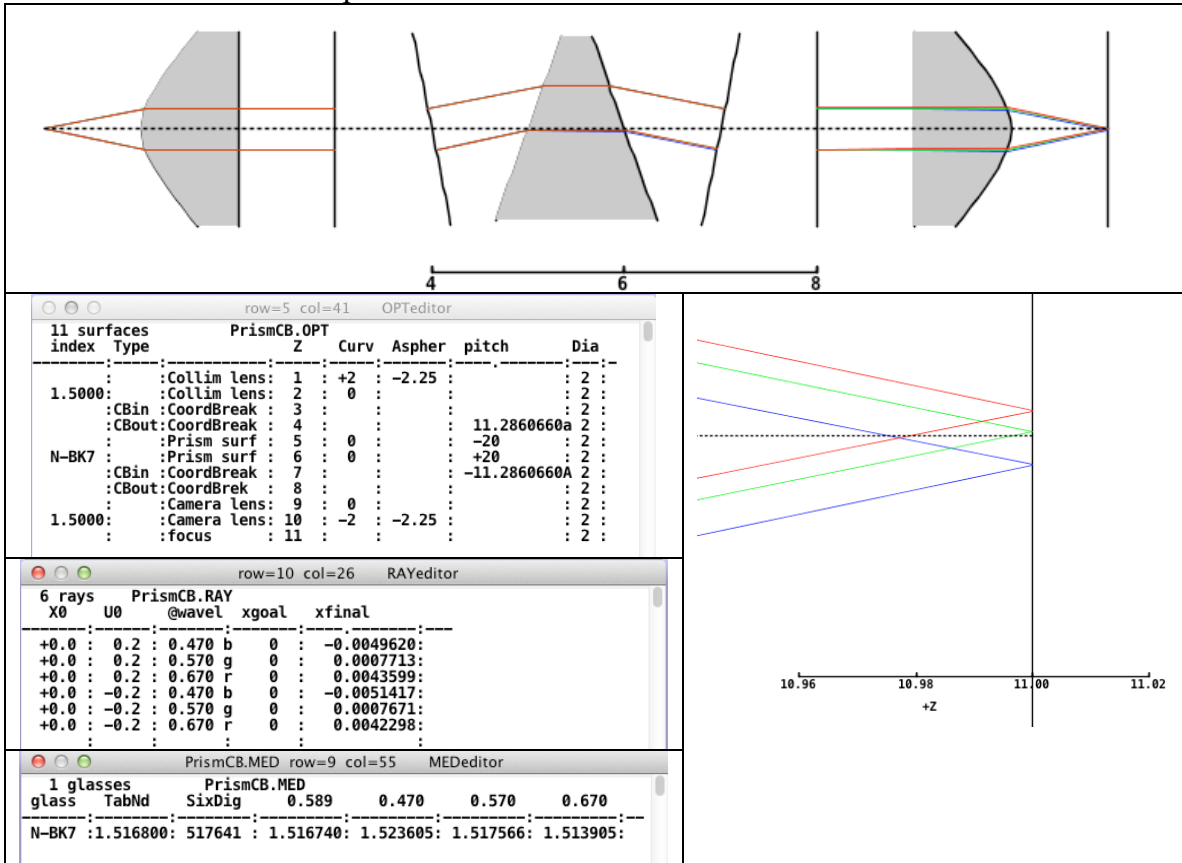 4 6 8
row=5 col=41 OPTeditor
11 surfaces PrismCB.OPT
index Type Z Curv Aspher pitch Dia
--------:-----:------------:-----:-----:-------:----.-------:---:-
: :Collim lens: 1 : +2 : -2.25 : : 2 :
1.5000: :Collim lens: 2 : 0 : : : 2 :
:CBin :CoordBreak : 3 : : : : 2 :
:CBout:CoordBreak : 4 : : : 11.2860660a 2 :
: :Prism surf : 5 : 0 : : -20 : 2 :
N-BK7 : :Prism surf : 6 : 0 : : +20 : 2 :
:CBin :CoordBreak : 7 : : :-11.2860660A 2 :
:CBout:CoordBrek : 8 : : : : 2 :
: :Camera lens: 9 : 0 : : : 2 :
1.5000: :Camera lens: 10 : -2 : -2.25 : : 2 :
: :focus : 11 : : : : 2 :
row=10 col=26 RAYeditor
6 rays PrismCB.RAY
X0 U0 @wavel xgoal xfinal
-------:------:-------:-------:----.-------:---
+0.0 : 0.2 : 0.470 b 0 : -0.0049620:
+0.0 : 0.2 : 0.570 g 0 : 0.0007713:
+0.0 : 0.2 : 0.670 r 0 : 0.0043599:
+0.0 : -0.2 : 0.470 b 0 : -0.0051417:
+0.0 : -0.2 : 0.570 g 0 : 0.0007671:
+0.0 : -0.2 : 0.670 r 0 : 0.0042298:
: : : : :
PrismCB.MED row=9 col=55 MEDeditor
1 glasses PrismCB.MED
glass TabNd SixDig 0.589 0.470 0.570 0.670
-------:--------:--------:---------:---------:---------:---------:--
N-BK7 :1.516800: 517641 : 1.516740: 1.523605: 1.517566: 1.513905:
10.96 10.98 11.00 11.02
+Z